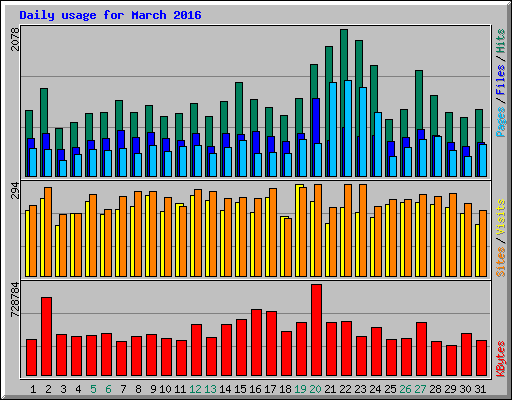 Daily usage for March 2016
2078
Pages / Files / Hits
294
Sites / Visits
728784
KBytes
1 2 3 4 5 6 7 8 9 10 11 12 13 14 15 16 17 18 19 20 21 22 23 24 25 26 27 28 29 30 31